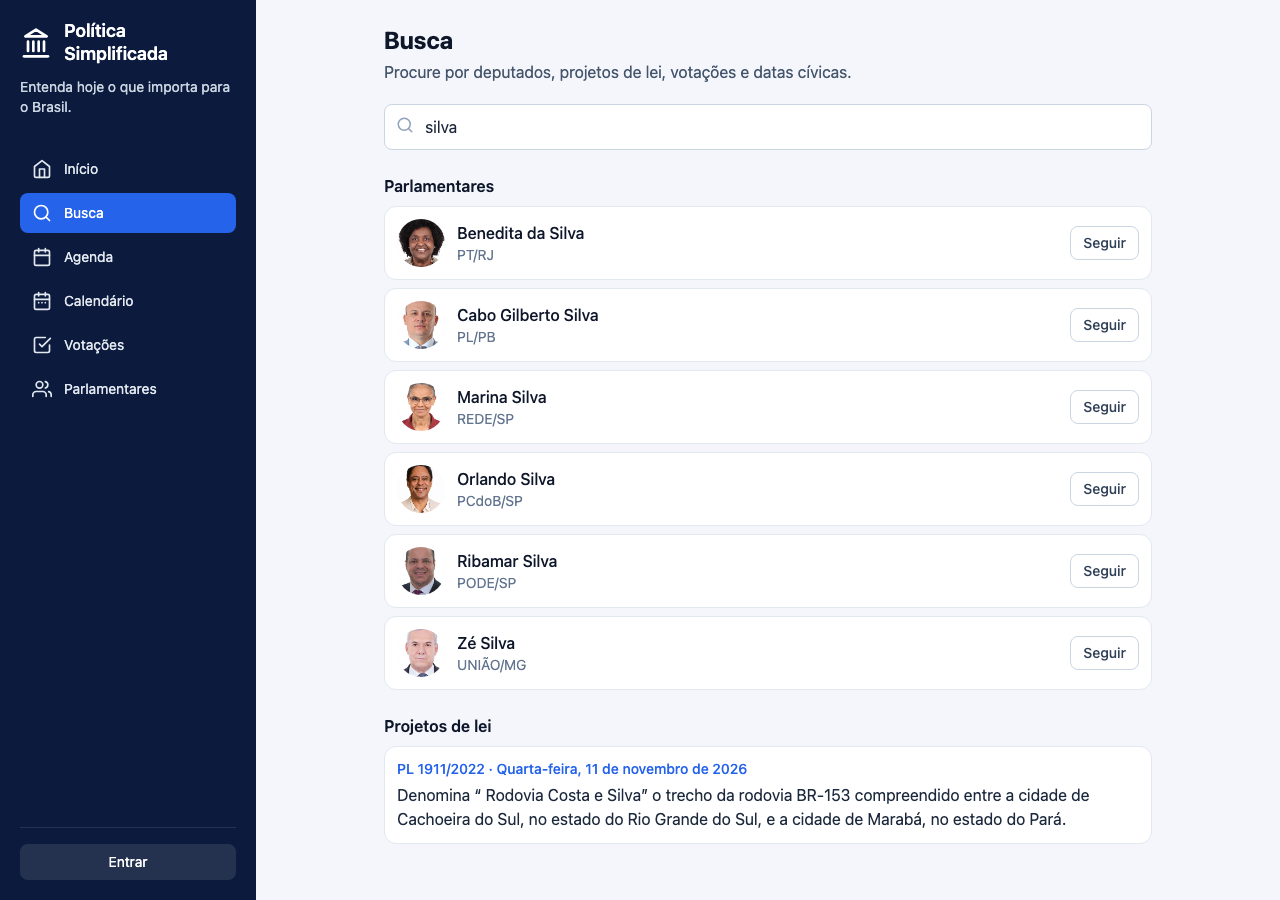 Política
Simplificada
Entenda hoje o que importa para
o Brasil.
Início
Busca
Agenda
Calendário
Votações
Parlamentares
Entrar
Busca
Procure por deputados, projetos de lei, votações e datas cívicas.
silva
Parlamentares
Benedita da Silva
PT/RJ
Seguir
Cabo Gilberto Silva
PL/PB
Seguir
Marina Silva
REDE/SP
Seguir
Orlando Silva
PCdoB/SP
Seguir
Ribamar Silva
PODE/SP
Seguir
Zé Silva
UNIÃO/MG
Seguir
Projetos de lei
PL 1911/2022 · Quarta-feira, 11 de novembro de 2026
Denomina “ Rodovia Costa e Silva” o trecho da rodovia BR-153 compreendido entre a cidade de
Cachoeira do Sul, no estado do Rio Grande do Sul, e a cidade de Marabá, no estado do Pará.